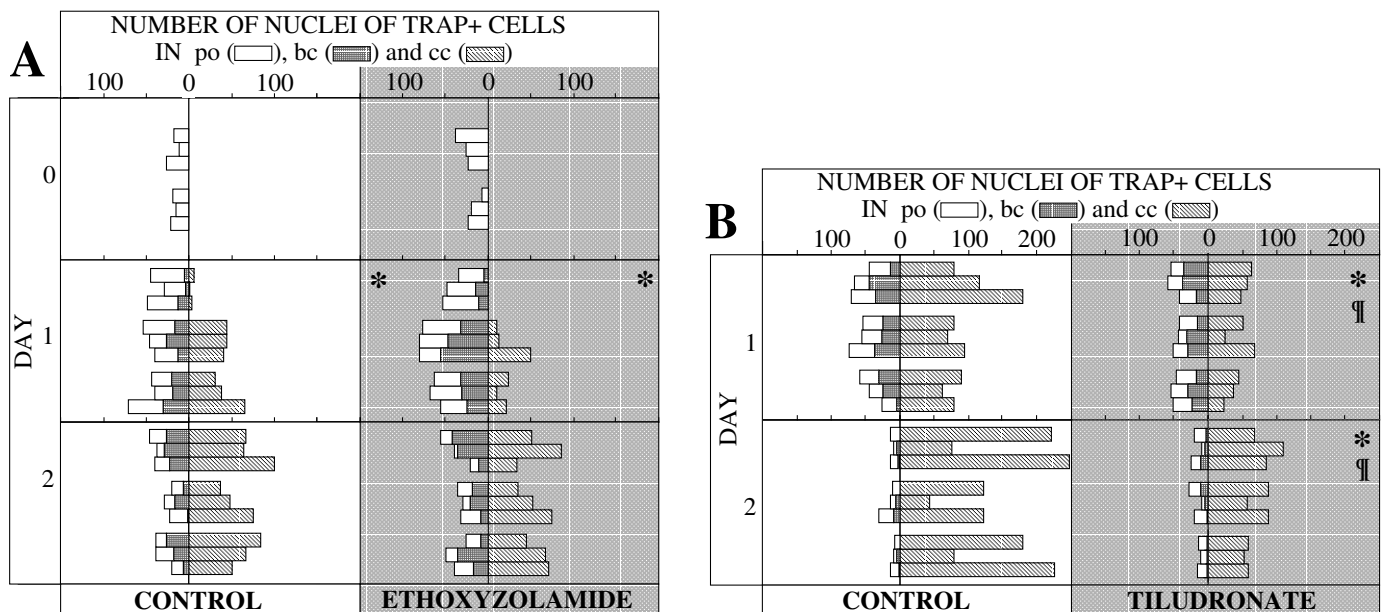 A
NUMBER OF NUCLEI OF TRAP+ CELLS
IN po ( ), bc ( ) and cc ( )
100 0 100 100 0 100
DAY
0
1
* *
2
CONTROL ETHOXYZOLAMIDE
B
NUMBER OF NUCLEI OF TRAP+ CELLS
IN po ( ), bc ( ) and cc ( )
100 0 100 200 100 0 100 200
DAY
1
*
¶
2
*
¶
CONTROL TILUDRONATE